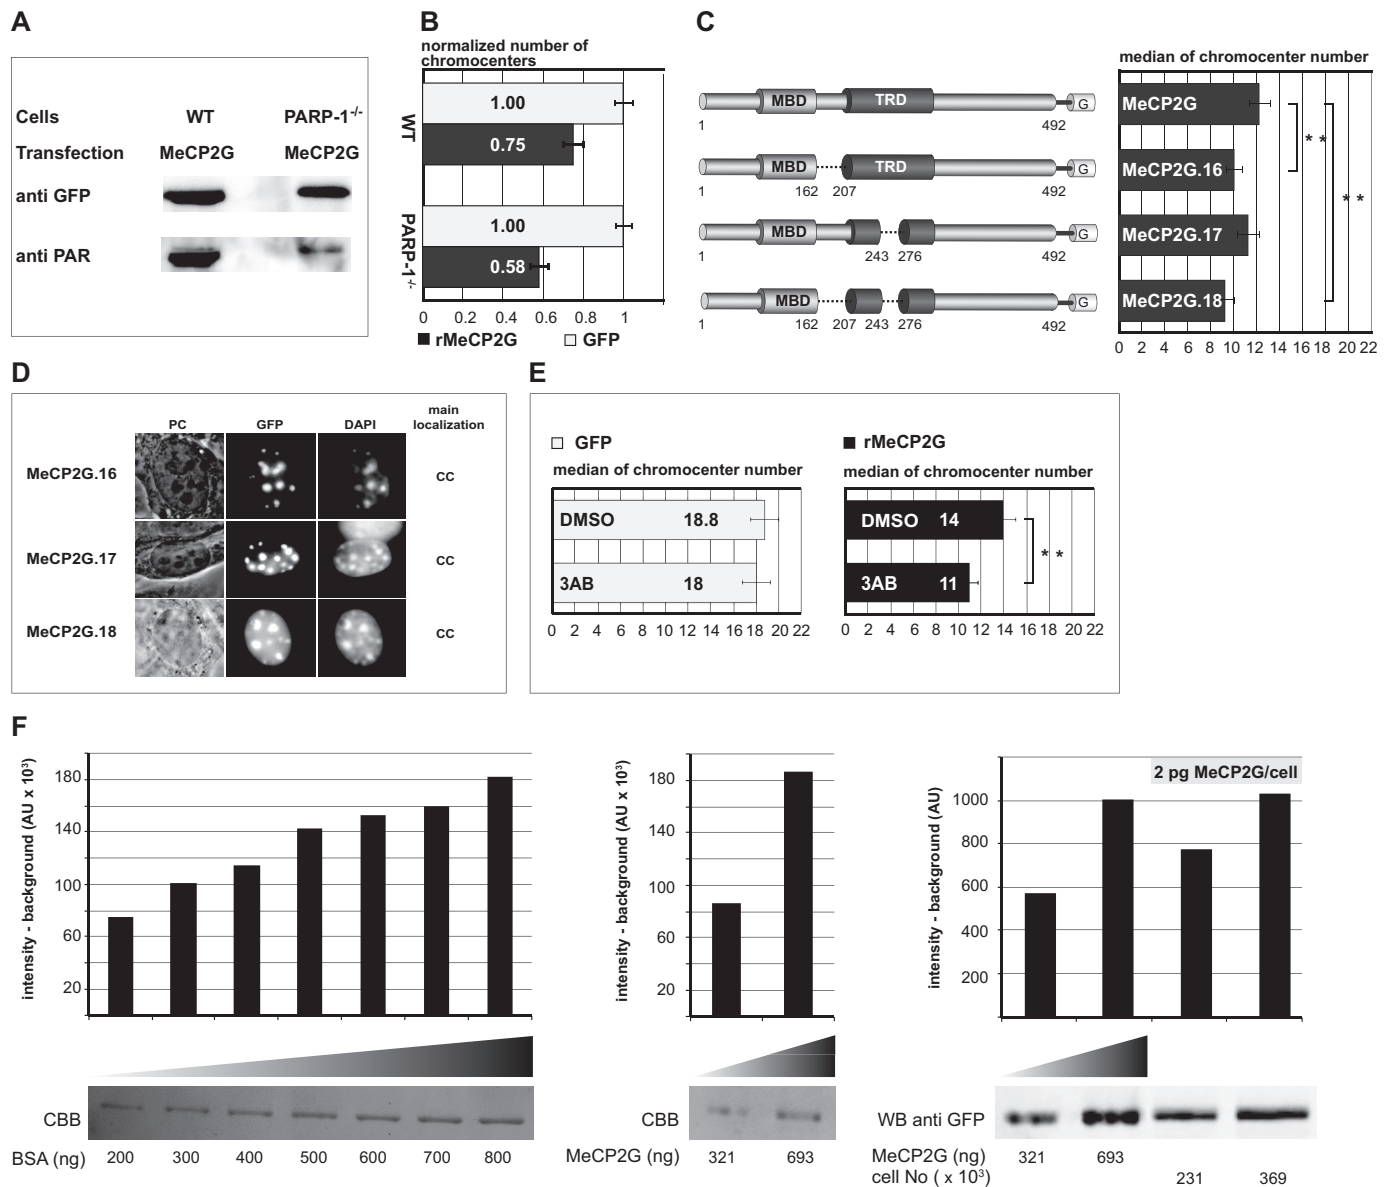 A
Cells WT PARP-1-/-
Transfection MeCP2G MeCP2G
anti GFP
anti PAR
B
normalized number of
chromocenters
WT
1.00
0.75
PARP-1-/-
1.00
0.58
0 0.2 0.4 0.6 0.8 1
rMeCP2G GFP
C
MBD TRD G
1 492
MBD TRD G
1 162 207 492
MBD G
1 243 276 492
MBD G
1 162 207 243 276 492
median of chromocenter number
MeCP2G
* *
MeCP2G.16
* *
MeCP2G.17
MeCP2G.18
0 2 4 6 8 10 12 14 16 18 20 22
D
PC GFP DAPI main
localization
MeCP2G.16 CC
MeCP2G.17 CC
MeCP2G.18 CC
E
GFP
median of chromocenter number
DMSO 18.8
3AB 18
0 2 4 6 8 10 12 14 16 18 20 22
rMeCP2G
median of chromocenter number
DMSO 14
* *
3AB 11
0 2 4 6 8 10 12 14 16 18 20 22
F
intensity - background (AU x 10³)
180
140
100
60
20
CBB
BSA (ng) 200 300 400 500 600 700 800
intensity - background (AU x 10³)
180
140
100
60
20
CBB
MeCP2G (ng) 321 693
2 pg MeCP2G/cell
intensity - background (AU)
1000
800
600
400
200
WB anti GFP
MeCP2G (ng) 321 693
cell No ( x 10³) 231 369